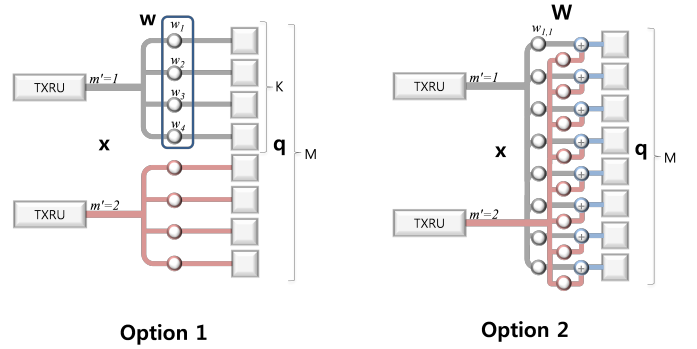 w
w1
w2
w3
w4
TXRU
m'=1
K
x
q
M
TXRU
m'=2
Option 1
W
w1,1
TXRU
m'=1
+
+
+
+
+
+
+
+
x
q
M
TXRU
m'=2
Option 2